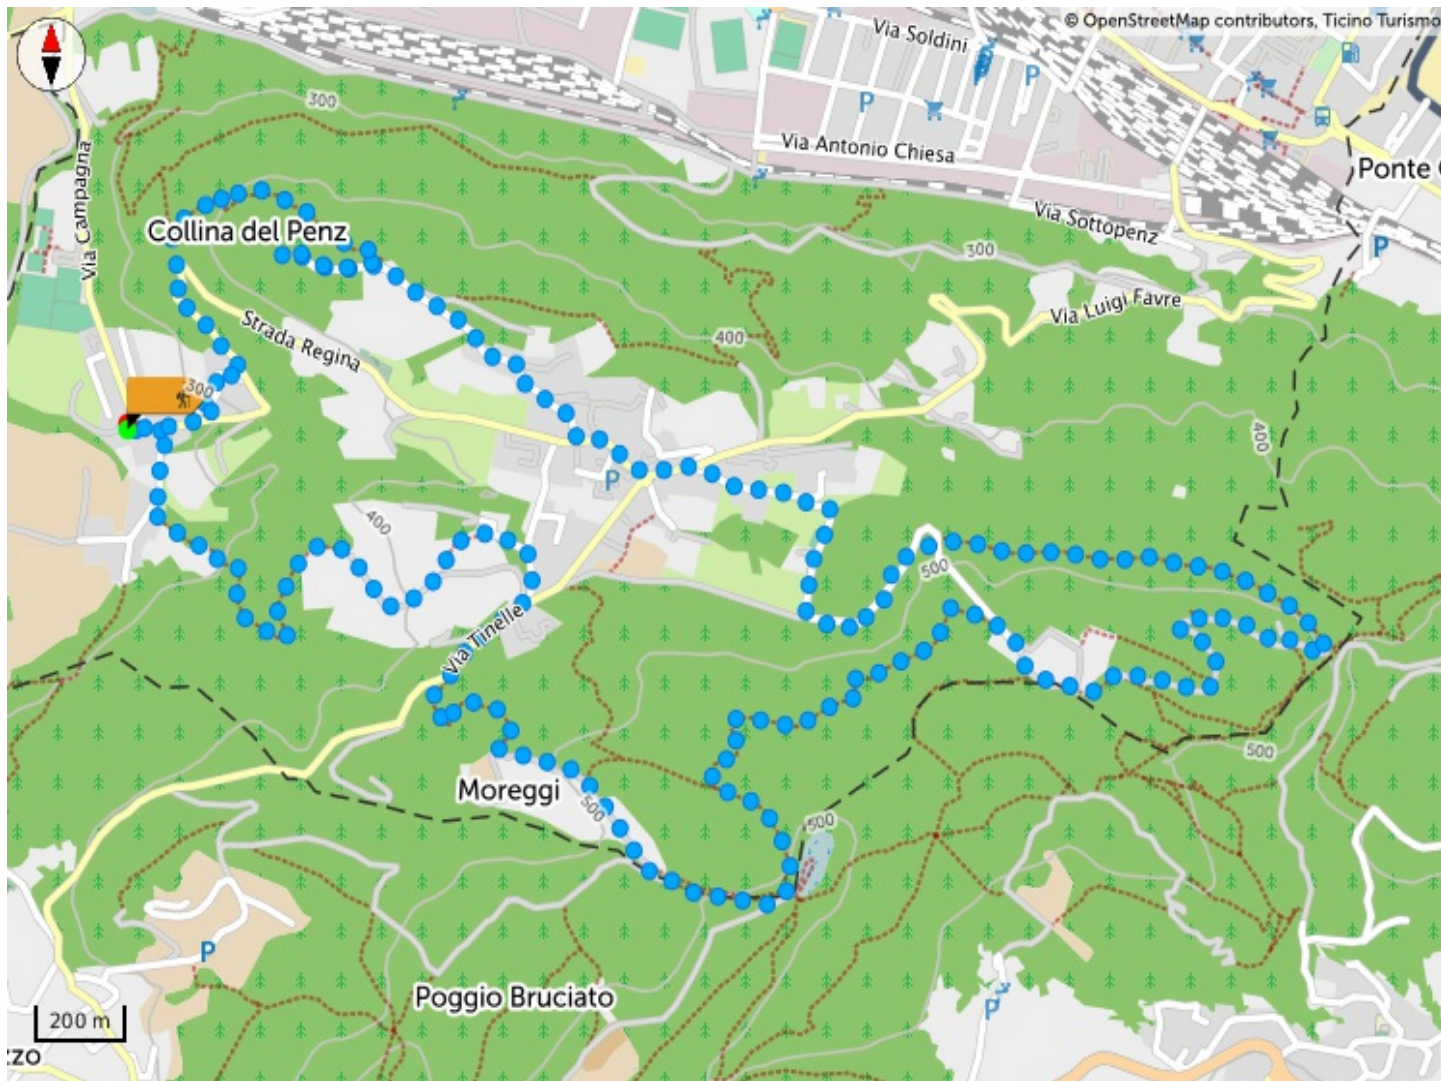 © OpenStreetMap contributors, Ticino Turismo
Via Soldini
P
300
P
Via Antonio Chiesa
Ponte
Via Campagna
Via Sottopenz
Collina del Penz
P
300
Via Luigi Favre
Strada Regina
400
300
400
P
400
500
Via Tinelle
500
Moreggi
500
500
P
Poggio Bruciato
P
200 m
zzo